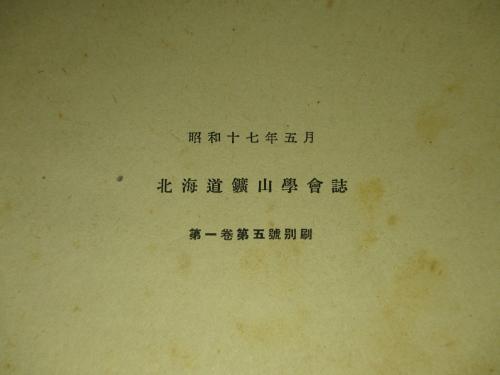 昭和十七年五月
北海道鑛山學會誌
第一卷第五號別刷